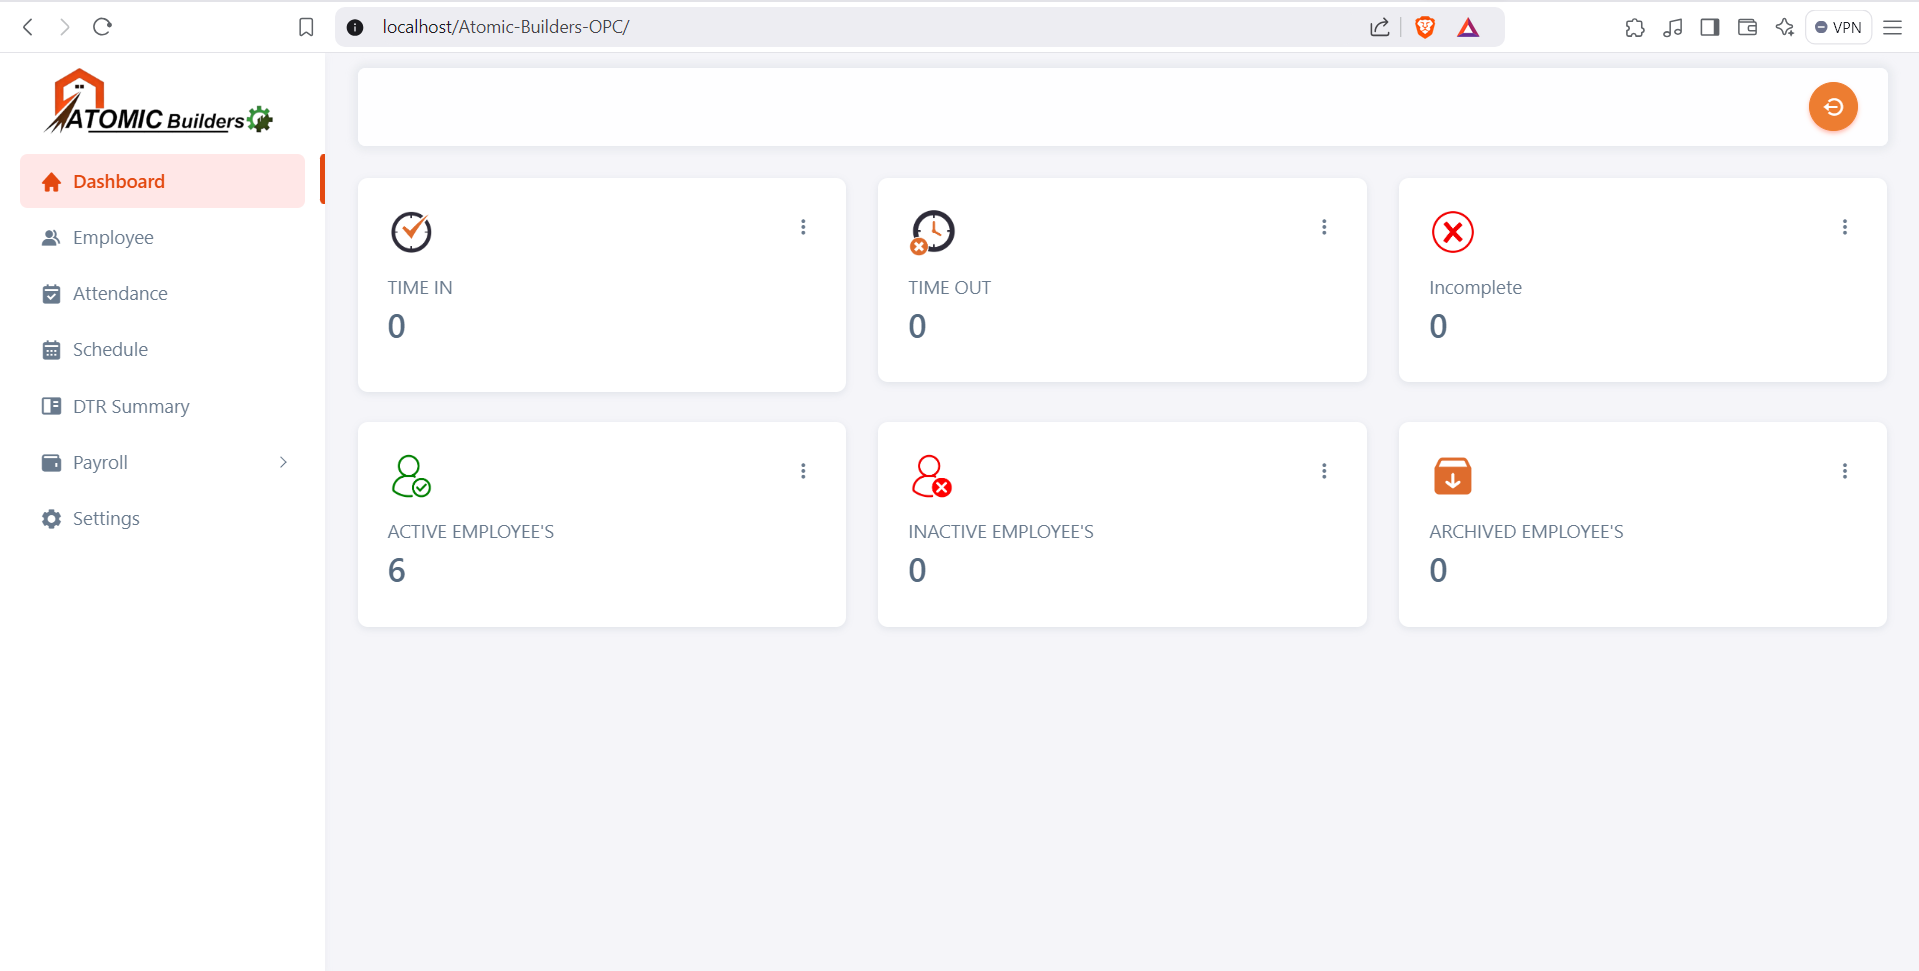 localhost/Atomic-Builders-OPC/
VPN
ATOMIC Builders
Dashboard
Employee
Attendance
Schedule
DTR Summary
Payroll
Settings
TIME IN
0
TIME OUT
0
Incomplete
0
ACTIVE EMPLOYEE'S
6
INACTIVE EMPLOYEE'S
0
ARCHIVED EMPLOYEE'S
0